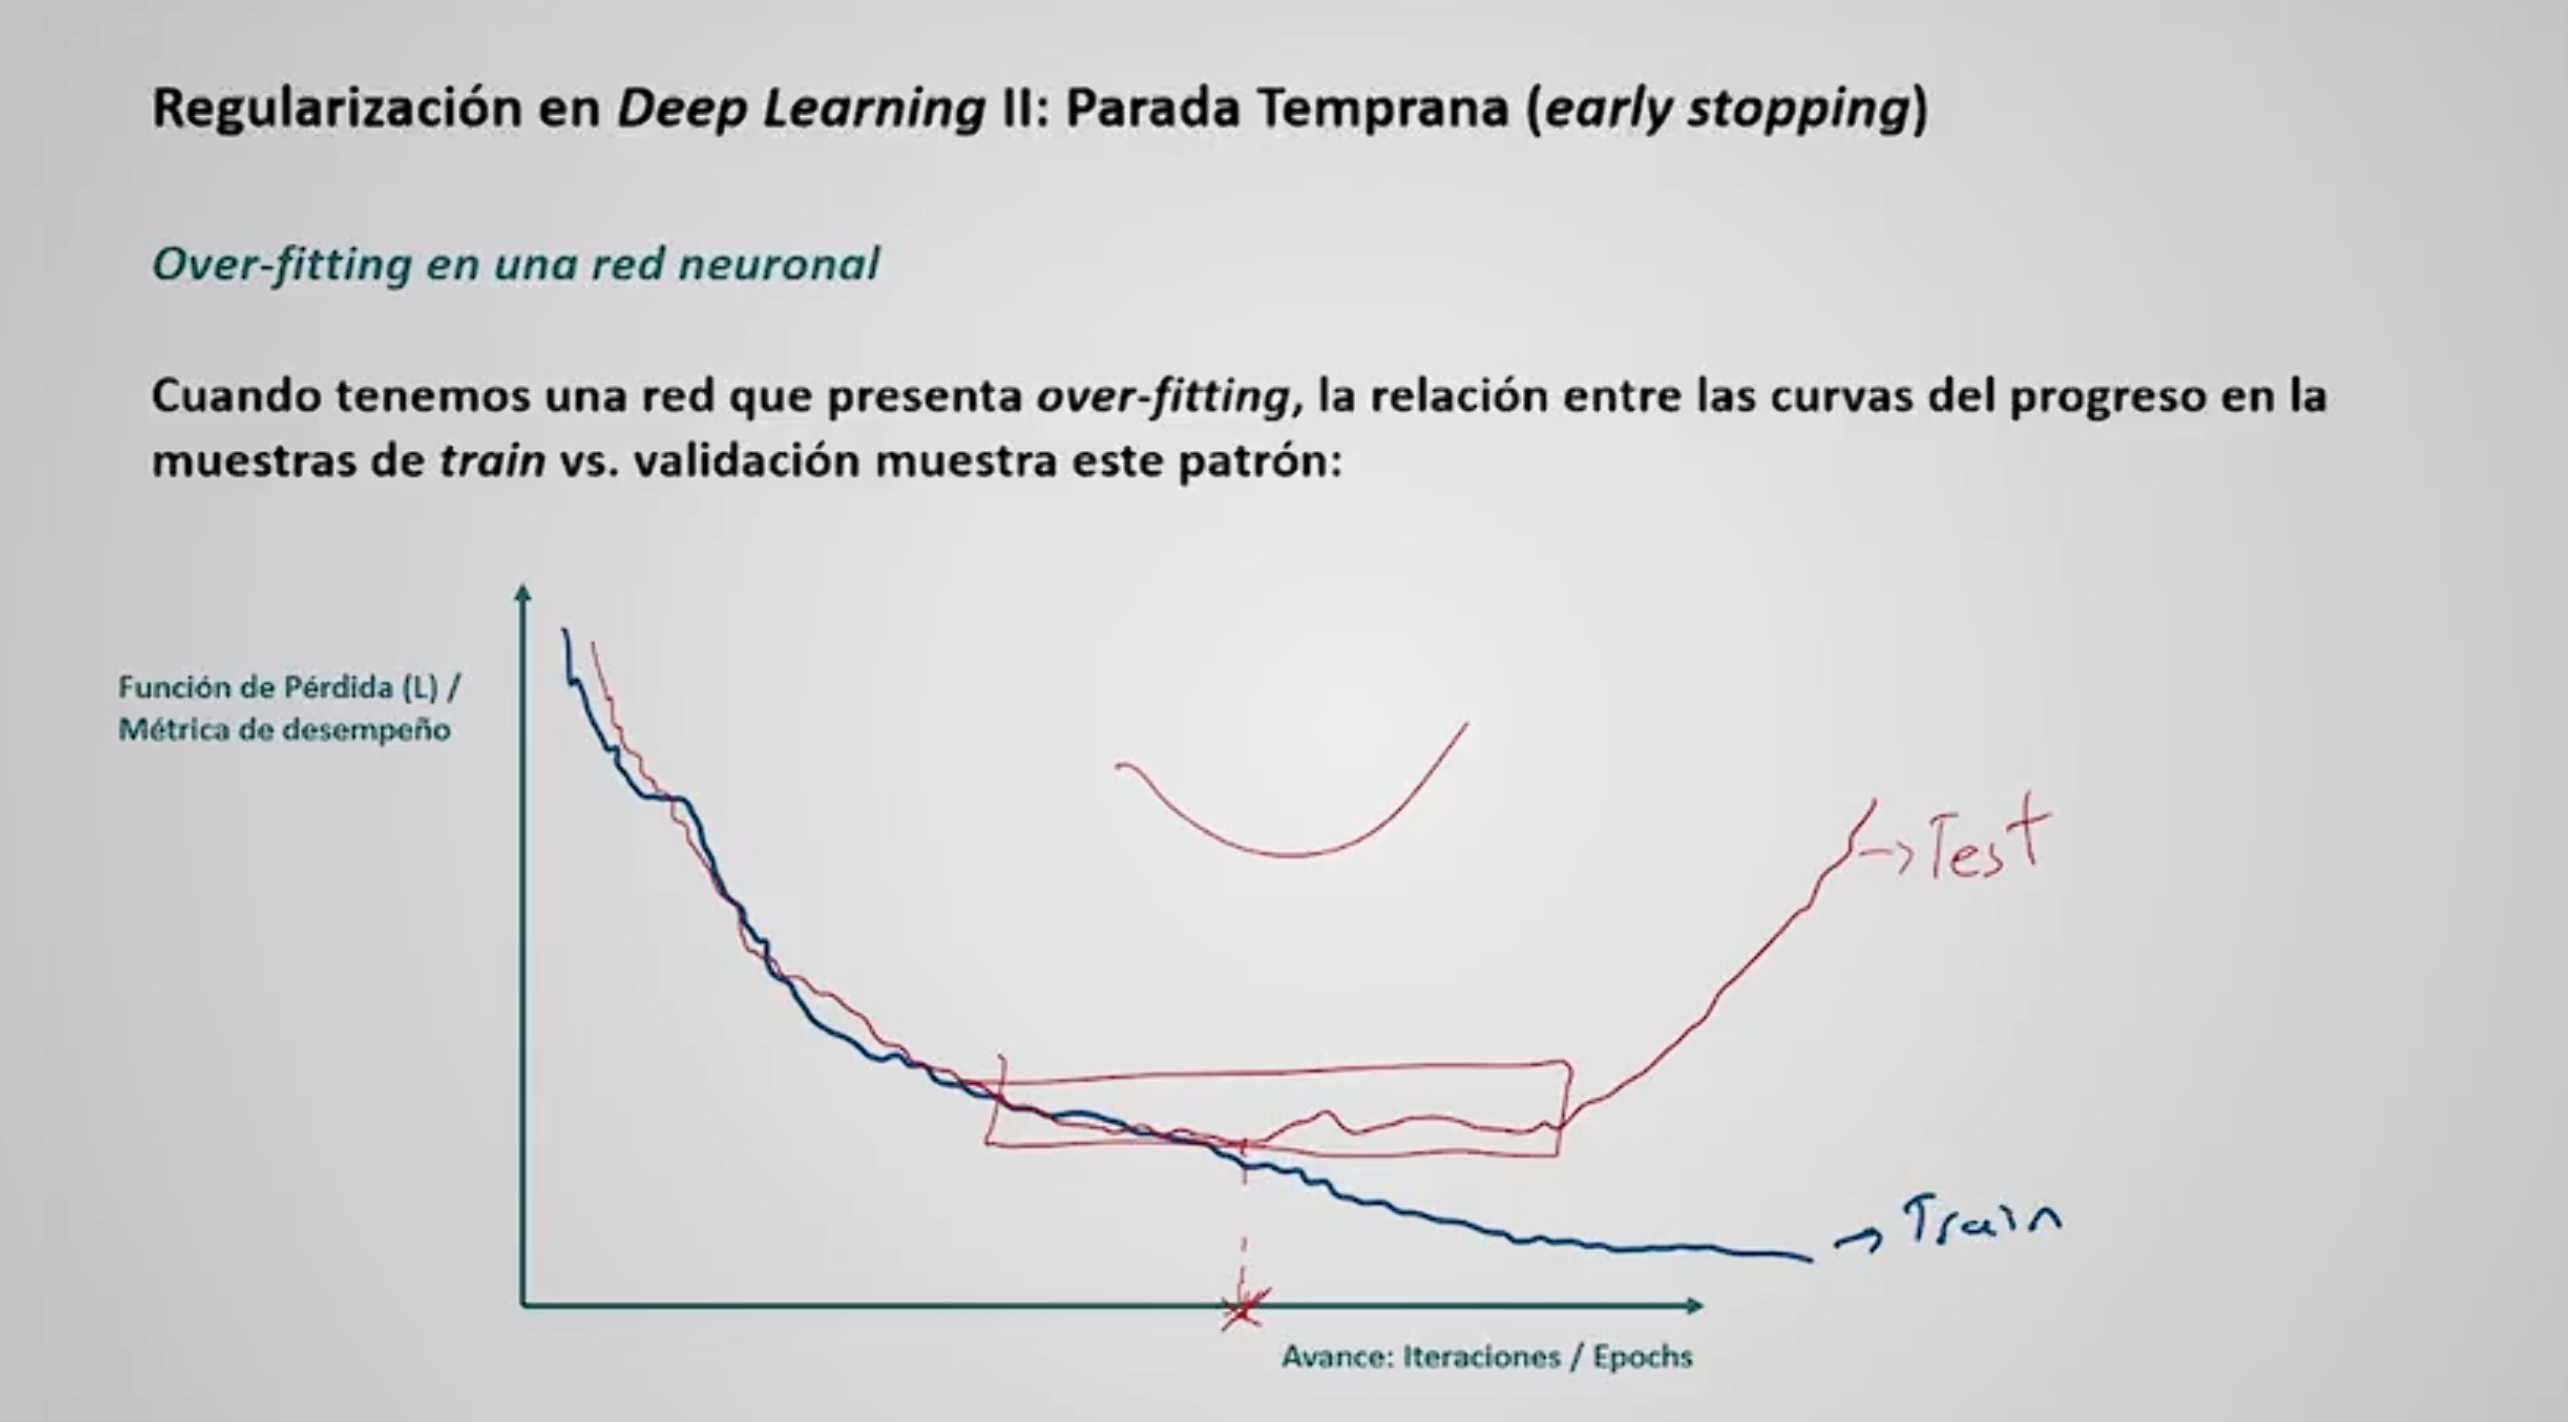 Regularización en Deep Learning II: Parada Temprana (early stopping)
Over-fitting en una red neuronal
Cuando tenemos una red que presenta over-fitting, la relación entre las curvas del progreso en la
muestras de train vs. validación muestra este patrón:
Función de Pérdida (L) /
Métrica de desempeño
Test
Train
Avance: Iteraciones / Epochs